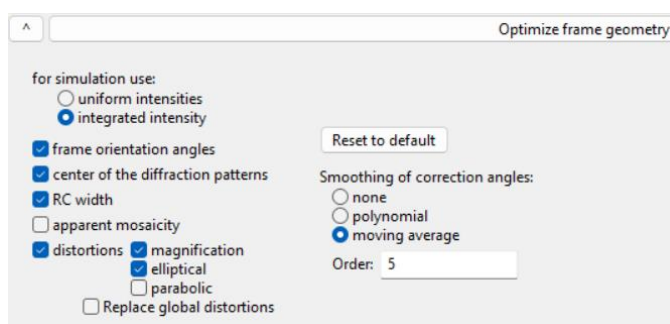 ^ Optimize frame geometry
for simulation use:
uniform intensities
integrated intensity
frame orientation angles
center of the diffraction patterns
RC width
apparent mosaicity
distortions magnification
elliptical
parabolic
Replace global distortions
Reset to default
Smoothing of correction angles:
none
polynomial
moving average
Order: 5